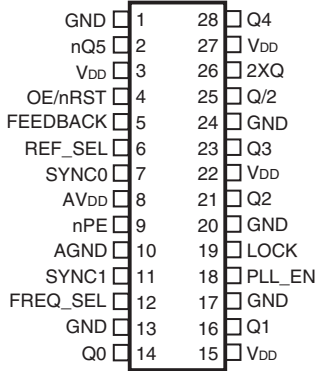 GND 1 28 Q4
nQ5 2 27 VDD
VDD 3 26 2XQ
OE/nRST 4 25 Q/2
FEEDBACK 5 24 GND
REF_SEL 6 23 Q3
SYNC0 7 22 VDD
AVDD 8 21 Q2
nPE 9 20 GND
AGND 10 19 LOCK
SYNC1 11 18 PLL_EN
FREQ_SEL 12 17 GND
GND 13 16 Q1
Q0 14 15 VDD